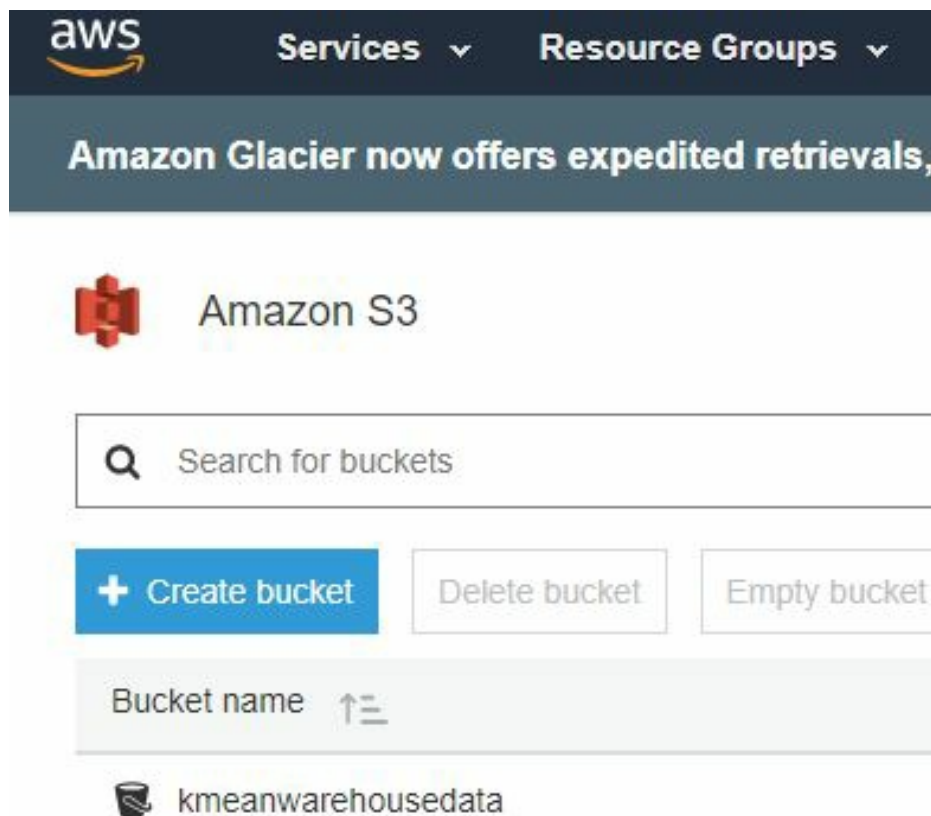 aws Services Resource Groups
Amazon Glacier now offers expedited retrievals,
Amazon S3
Search for buckets
+ Create bucket Delete bucket Empty bucket
Bucket name
kmeanwarehousedata